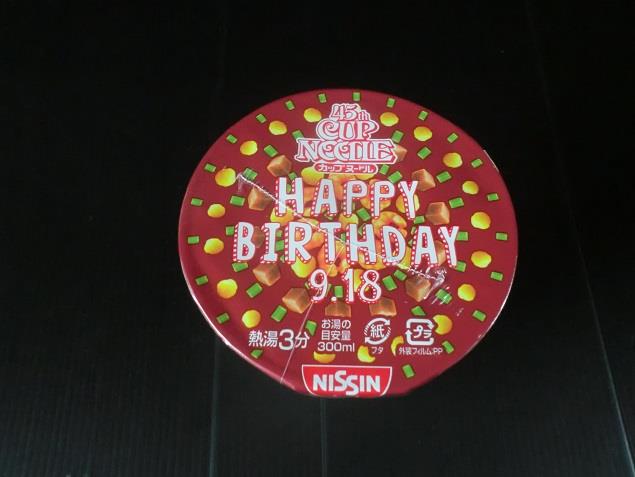 45th
CUP
NOODLE
カップヌードル
HAPPY
BIRTHDAY
9.18
熱湯3分
お湯の
目安量
300ml
紙
フタ
プラ
外装フィルム:PP
NISSIN